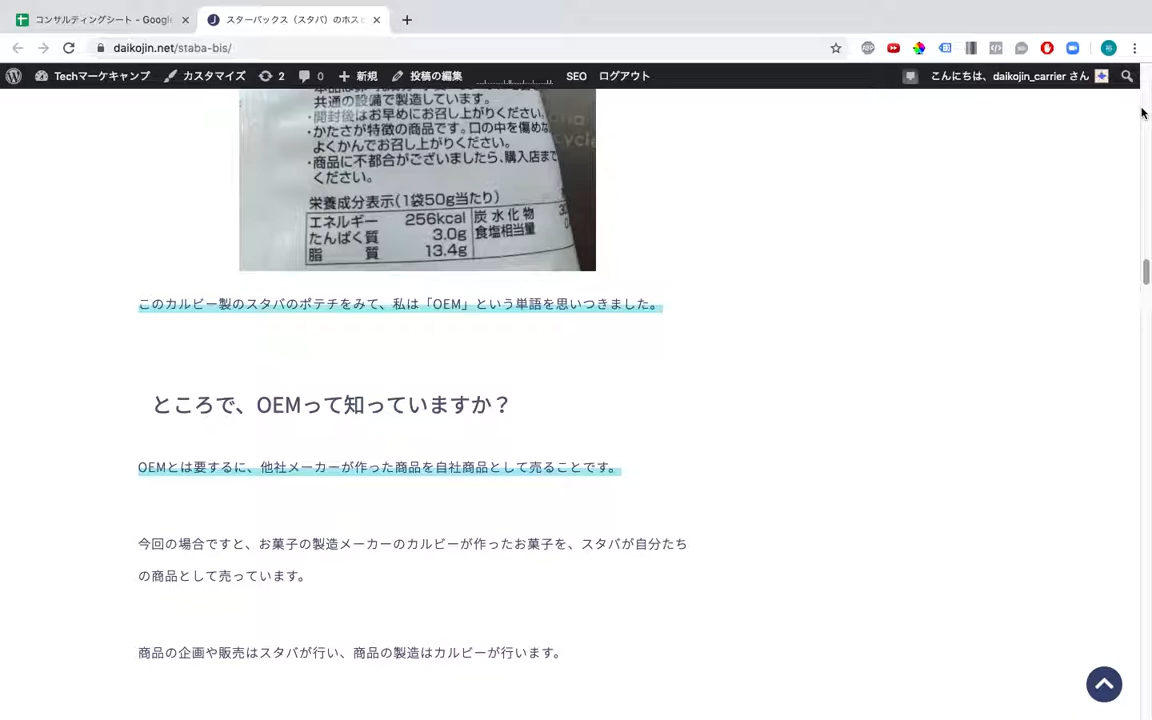 コンサルティングシート - Googl
スターバックス（スタバ）のホス
daikojin.net/staba-bis/
Techマーケキャンプ
カスタマイズ
2
0
新規
投稿の編集
SEO
ログアウト
こんにちは、daikojin_carrier さん
共通の設備で製造しています。
・開封後はお早めにお召し上がりください。
・かたさが特徴の商品です。口の中を傷めな
よくかんでお召し上がりください。
・商品に不都合がございましたら、購入店まで
ください。
栄養成分表示(1袋50g当たり)
エネルギー 256kcal 炭水化物
たんぱく質 3.0g 食塩相当量
脂質 13.4g
このカルビー製のスタバのポテチをみて、私は「OEM」という単語を思いつきました。
ところで、OEMって知っていますか？
OEMとは要するに、他社メーカーが作った商品を自社商品として売ることです。
今回の場合ですと、お菓子の製造メーカーのカルビーが作ったお菓子を、スタバが自分たち
の商品として売っています。
商品の企画や販売はスタバが行い、商品の製造はカルビーが行います。